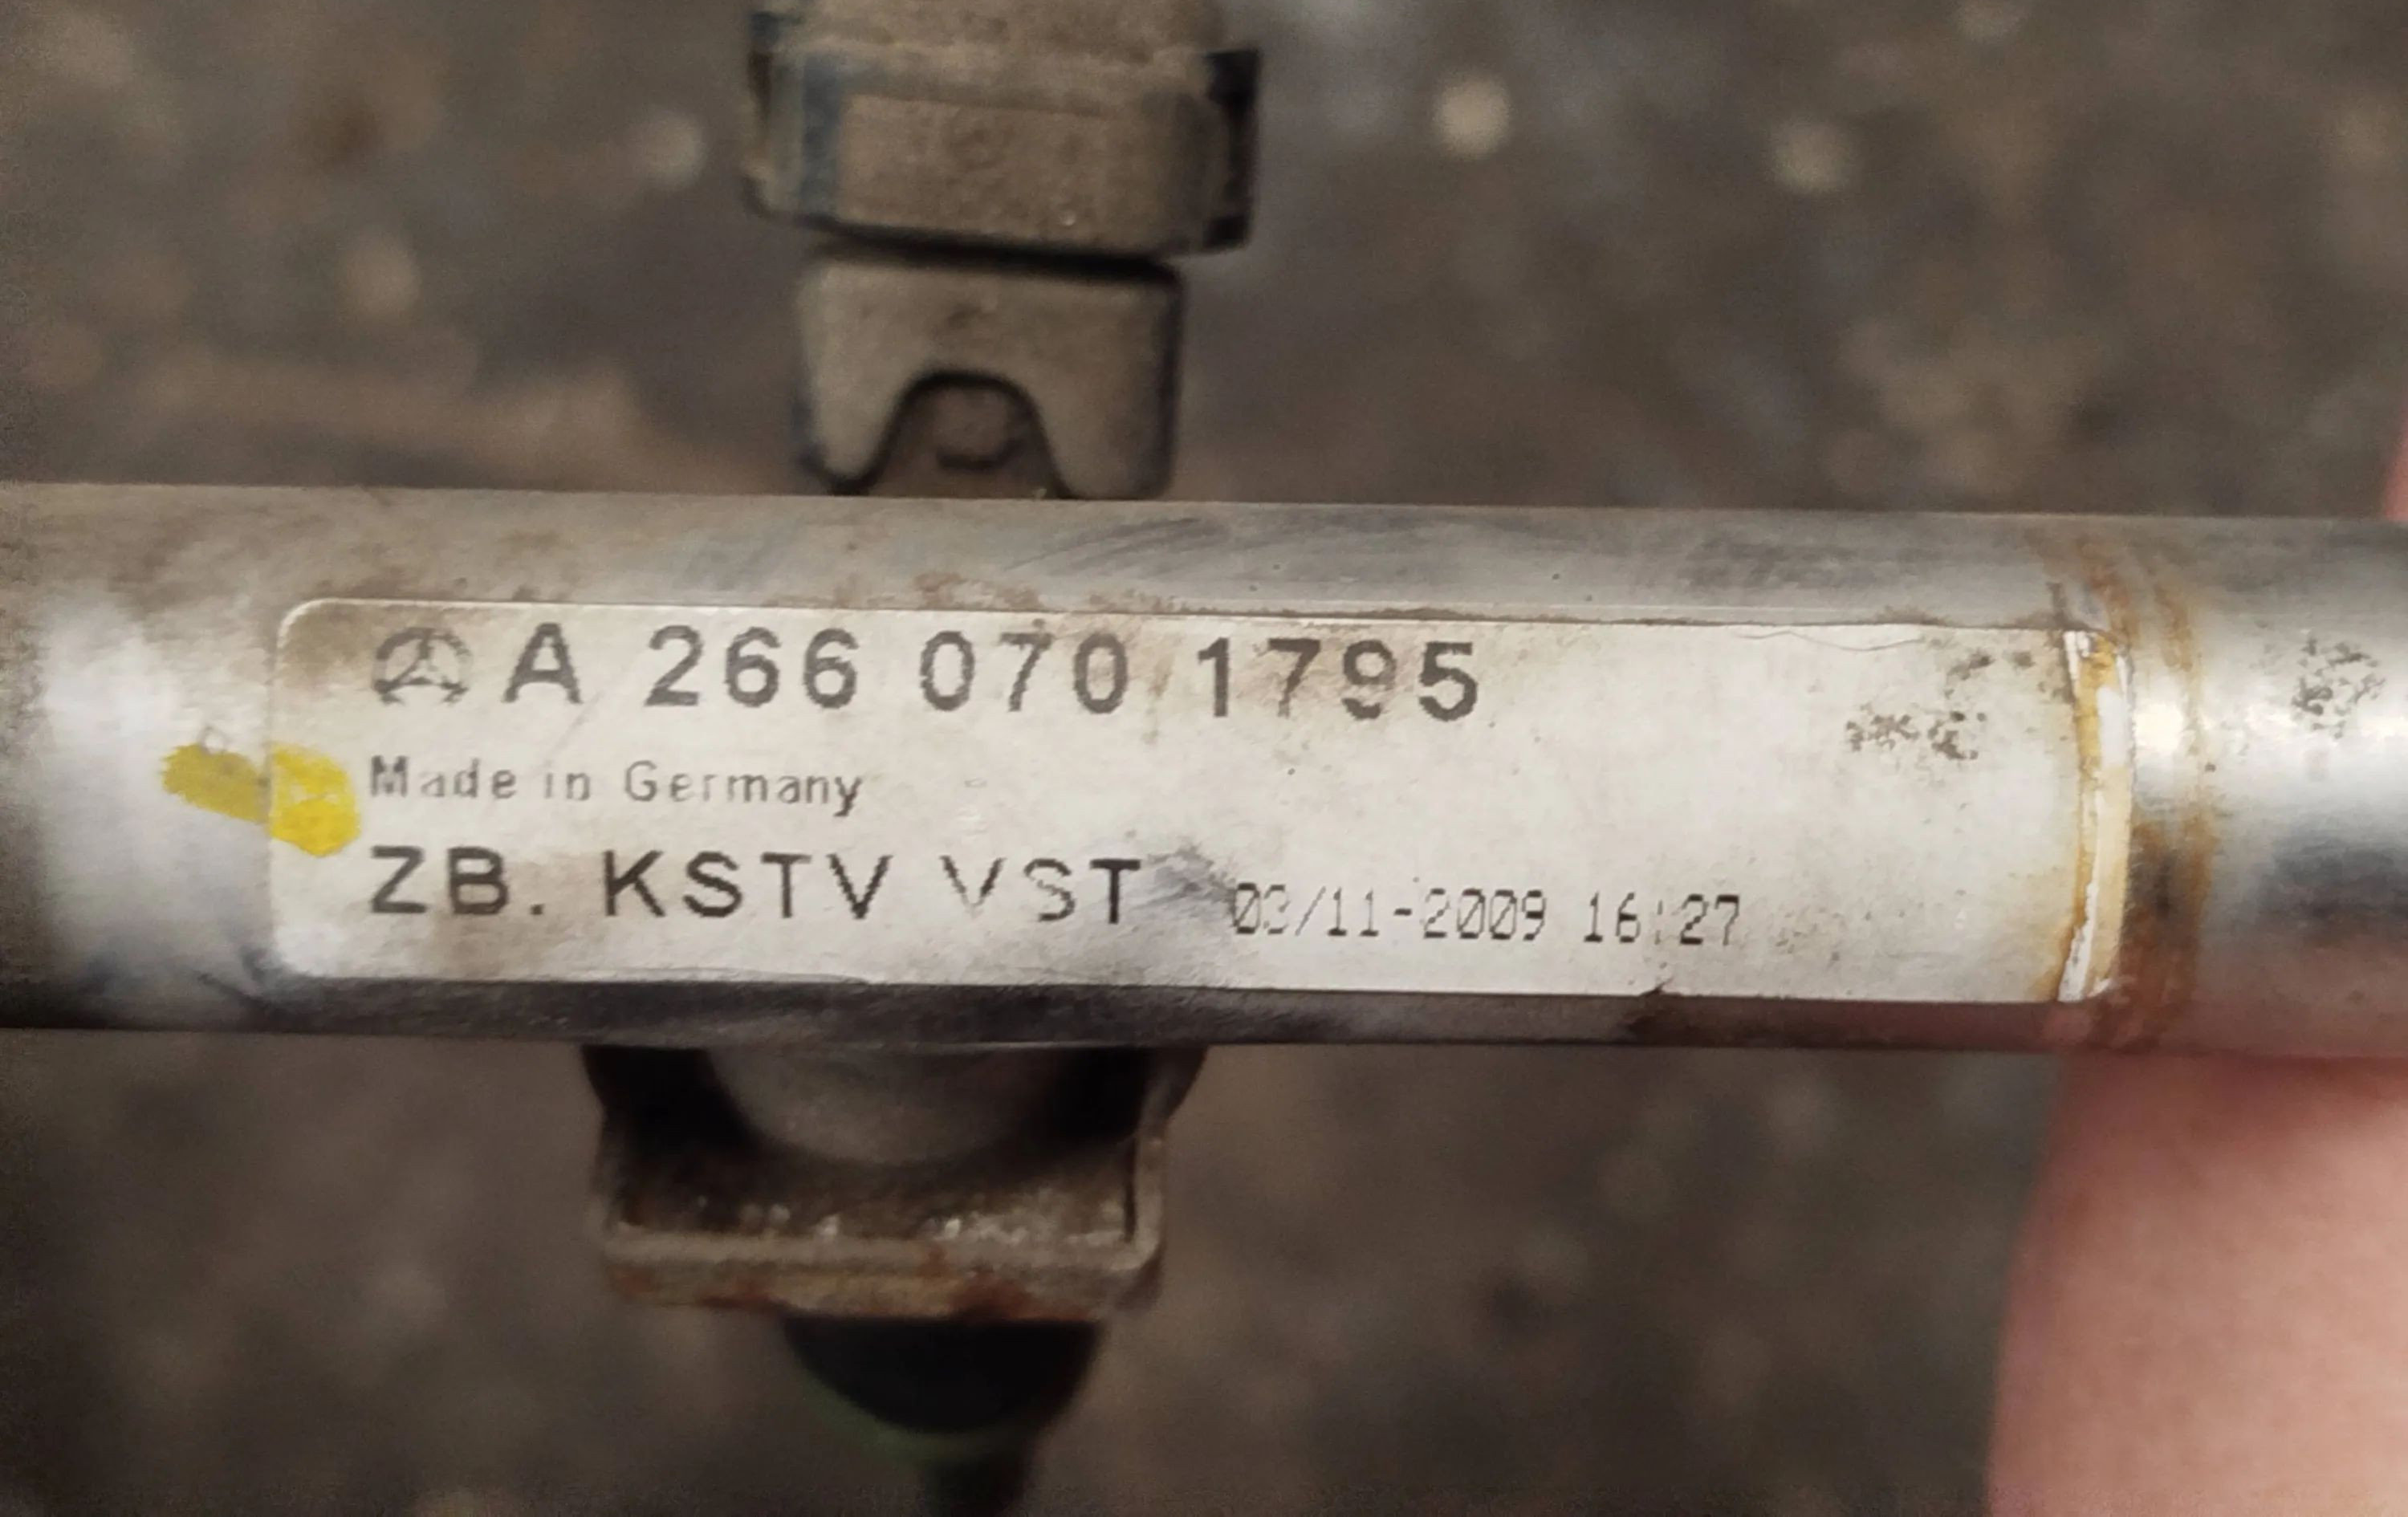 A 266 070 1795
Made in Germany
ZB. KSTV VST 03/11-2009 16:27